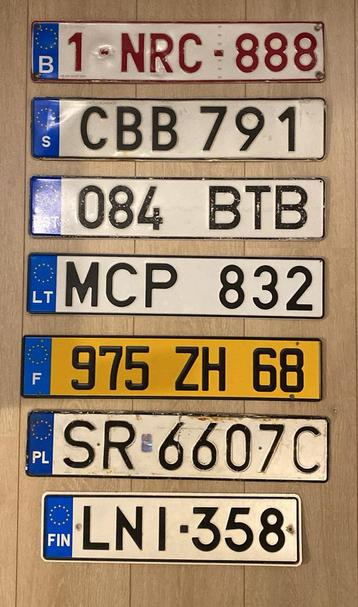 B 1-NRC-888
S CBB 791
EST 084 BTB
LT MCP 832
F 975 ZH 68
PL SR 6607C
FIN LNI-358